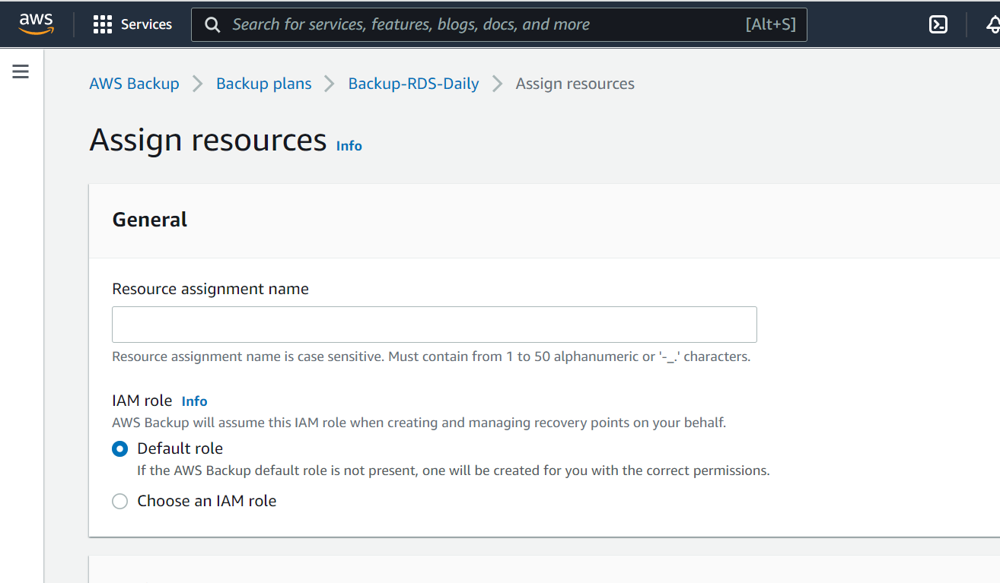 aws Services Search for services, features, blogs, docs, and more [Alt+S]
AWS Backup Backup plans Backup-RDS-Daily Assign resources
Assign resources Info
General
Resource assignment name
Resource assignment name is case sensitive. Must contain from 1 to 50 alphanumeric or '-_.' characters.
IAM role Info
AWS Backup will assume this IAM role when creating and managing recovery points on your behalf.
Default role
If the AWS Backup default role is not present, one will be created for you with the correct permissions.
Choose an IAM role